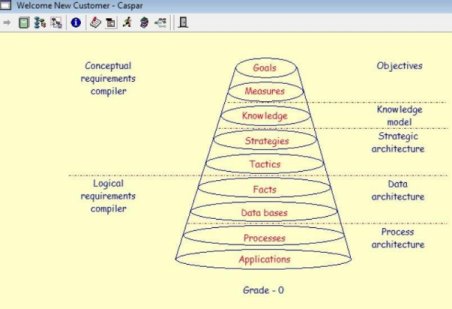 Welcome New Customer - Caspar
Conceptual
requirements
compiler
Goals
Objectives
Measures
Knowledge
Knowledge
model
Strategies
Strategic
architecture
Tactics
Logical
requirements
compiler
Facts
Data
architecture
Data bases
Processes
Process
architecture
Applications
Grade - 0